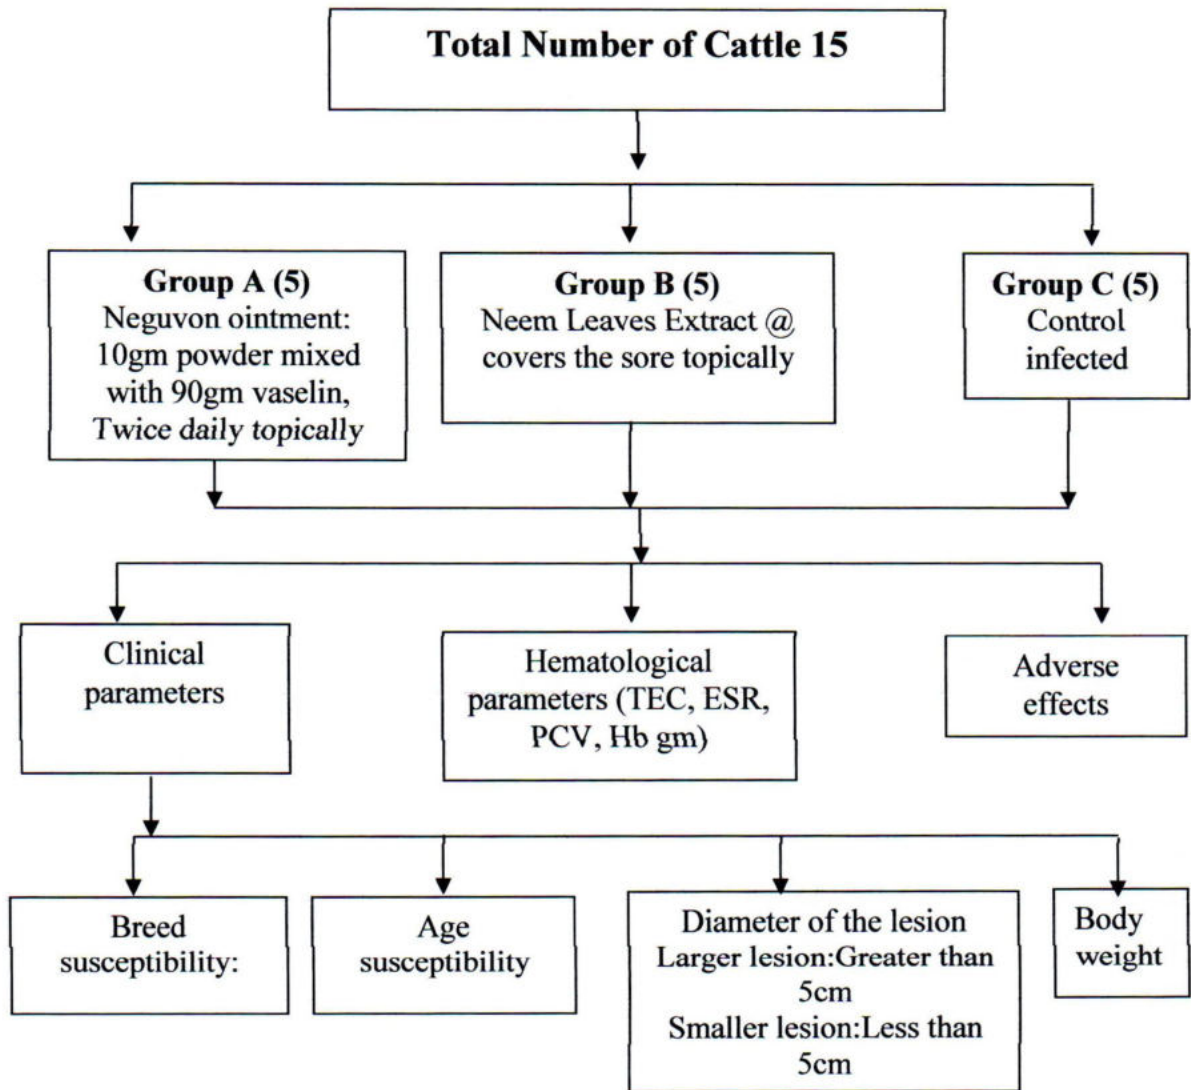 Total Number of Cattle 15
Group A (5)
Neguvon ointment:
10gm powder mixed
with 90gm vaselin,
Twice daily topically
Group B (5)
Neem Leaves Extract @
covers the sore topically
Group C (5)
Control
infected
Clinical
parameters
Hematological
parameters (TEC, ESR,
PCV, Hb gm)
Adverse
effects
Breed
susceptibility:
Age
susceptibility
Diameter of the lesion
Larger lesion:Greater than
5cm
Smaller lesion:Less than
5cm
Body
weight